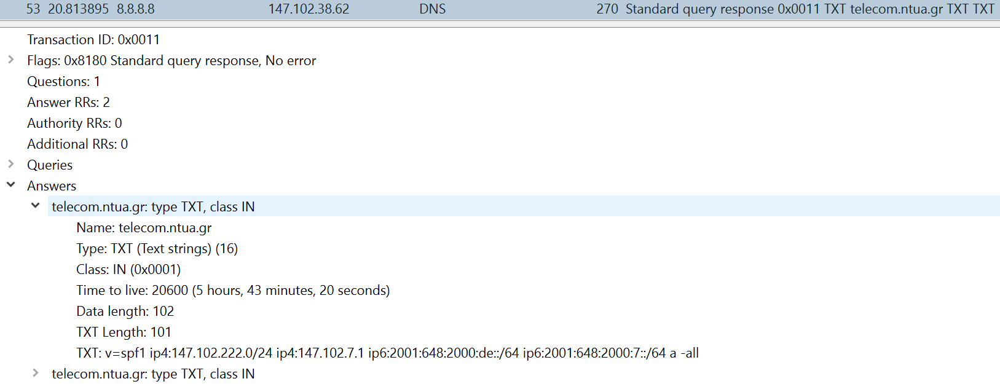 53 20.813895 8.8.8.8 147.102.38.62 DNS 270 Standard query response 0x0011 TXT telecom.ntua.gr TXT TXT
Transaction ID: 0x0011
Flags: 0x8180 Standard query response, No error
Questions: 1
Answer RRs: 2
Authority RRs: 0
Additional RRs: 0
Queries
Answers
telecom.ntua.gr: type TXT, class IN
Name: telecom.ntua.gr
Type: TXT (Text strings) (16)
Class: IN (0x0001)
Time to live: 20600 (5 hours, 43 minutes, 20 seconds)
Data length: 102
TXT Length: 101
TXT: v=spf1 ip4:147.102.222.0/24 ip4:147.102.7.1 ip6:2001:648:2000:de::/64 ip6:2001:648:2000:7::/64 a -all
telecom.ntua.gr: type TXT, class IN